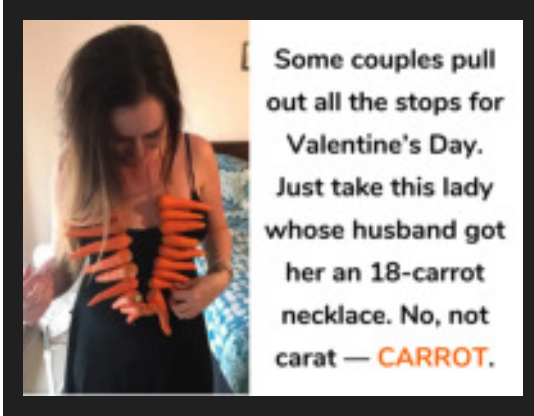 Some couples pull
out all the stops for
Valentine's Day.
Just take this lady
whose husband got
her an 18-carrot
necklace. No, not
carat — CARROT.